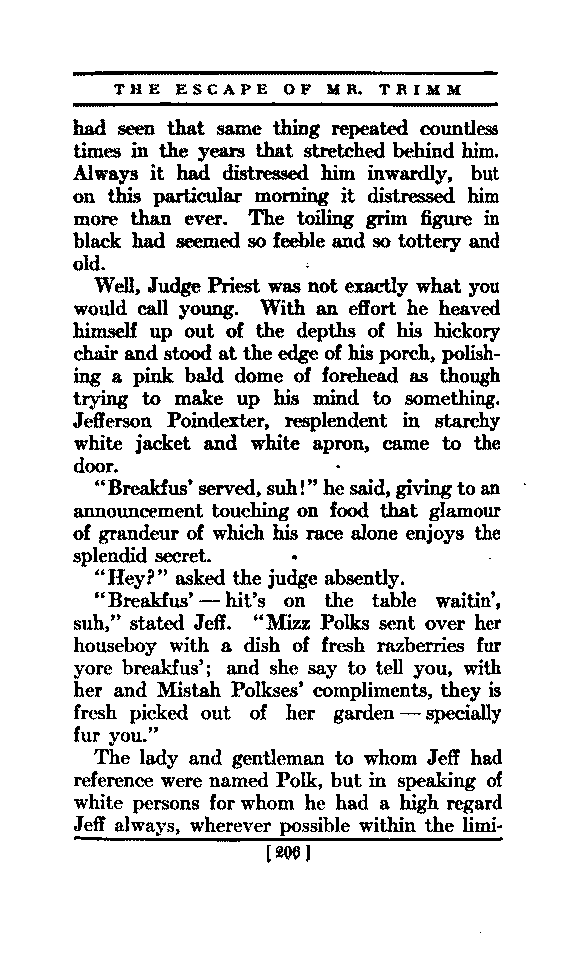 THE ESCAPE OF MR. TRIMM
had seen that same thing repeated countless
times in the years that stretched behind him.
Always it had distressed him inwardly, but
on this particular morning it distressed him
more than ever. The toiling grim figure in
black had seemed so feeble and so tottery and
old.
Well, Judge Priest was not exactly what you
would call young. With an effort he heaved
himself up out of the depths of his hickory
chair and stood at the edge of his porch, polish-
ing a pink bald dome of forehead as though
trying to make up his mind to something.
Jefferson Poindexter, resplendent in starchy
white jacket and white apron, came to the
door.
"Breakfus' served, suh!" he said, giving to an
announcement touching on food that glamour
of grandeur of which his race alone enjoys the
splendid secret.
"Hey?" asked the judge absently.
"Breakfus' — hit's on the table waitin',
suh," stated Jeff. "Mizz Polks sent over her
houseboy with a dish of fresh razberries fur
yore breakfus'; and she say to tell you, with
her and Mistah Polkses' compliments, they is
fresh picked out of her garden — specially
fur you."
The lady and gentleman to whom Jeff had
reference were named Polk, but in speaking of
white persons for whom he had a high regard
Jeff always, wherever possible within the limi-
[ 206 ]